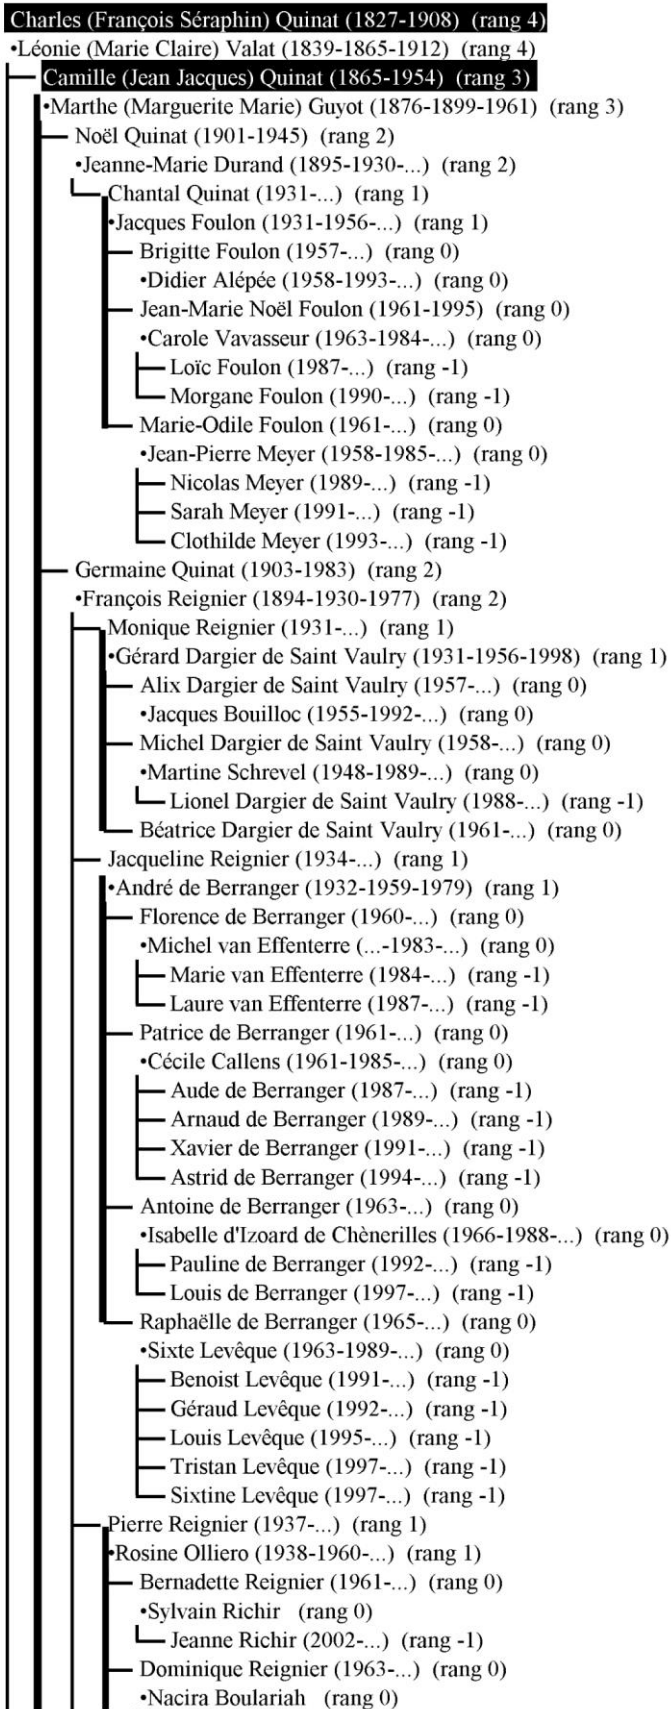 Charles (François Séraphin) Quinat (1827-1908) (rang 4)
•Léonie (Marie Claire) Valat (1839-1865-1912) (rang 4)
Camille (Jean Jacques) Quinat (1865-1954) (rang 3)
•Marthe (Marguerite Marie) Guyot (1876-1899-1961) (rang 3)
Noël Quinat (1901-1945) (rang 2)
•Jeanne-Marie Durand (1895-1930-...) (rang 2)
Chantal Quinat (1931-...) (rang 1)
•Jacques Foulon (1931-1956-...) (rang 1)
Brigitte Foulon (1957-...) (rang 0)
•Didier Alépée (1958-1993-...) (rang 0)
Jean-Marie Noël Foulon (1961-1995) (rang 0)
•Carole Vavasseur (1963-1984-...) (rang 0)
Loïc Foulon (1987-...) (rang -1)
Morgane Foulon (1990-...) (rang -1)
Marie-Odile Foulon (1961-...) (rang 0)
•Jean-Pierre Meyer (1958-1985-...) (rang 0)
Nicolas Meyer (1989-...) (rang -1)
Sarah Meyer (1991-...) (rang -1)
Clothilde Meyer (1993-...) (rang -1)
Germaine Quinat (1903-1983) (rang 2)
•François Reignier (1894-1930-1977) (rang 2)
Monique Reignier (1931-...) (rang 1)
•Gérard Dargier de Saint Vaulry (1931-1956-1998) (rang 1)
Alix Dargier de Saint Vaulry (1957-...) (rang 0)
•Jacques Bouilloc (1955-1992-...) (rang 0)
Michel Dargier de Saint Vaulry (1958-...) (rang 0)
•Martine Schrevel (1948-1989-...) (rang 0)
Lionel Dargier de Saint Vaulry (1988-...) (rang -1)
Béatrice Dargier de Saint Vaulry (1961-...) (rang 0)
Jacqueline Reignier (1934-...) (rang 1)
•André de Berranger (1932-1959-1979) (rang 1)
Florence de Berranger (1960-...) (rang 0)
•Michel van Effenterre (...-1983-...) (rang 0)
Marie van Effenterre (1984-...) (rang -1)
Laure van Effenterre (1987-...) (rang -1)
Patrice de Berranger (1961-...) (rang 0)
•Cécile Callens (1961-1985-...) (rang 0)
Aude de Berranger (1987-...) (rang -1)
Arnaud de Berranger (1989-...) (rang -1)
Xavier de Berranger (1991-...) (rang -1)
Astrid de Berranger (1994-...) (rang -1)
Antoine de Berranger (1963-...) (rang 0)
•Isabelle d'Izoard de Chènerilles (1966-1988-...) (rang 0)
Pauline de Berranger (1992-...) (rang -1)
Louis de Berranger (1997-...) (rang -1)
Raphaëlle de Berranger (1965-...) (rang 0)
•Sixte Levêque (1963-1989-...) (rang 0)
Benoist Levêque (1991-...) (rang -1)
Géraud Levêque (1992-...) (rang -1)
Louis Levêque (1995-...) (rang -1)
Tristan Levêque (1997-...) (rang -1)
Sixtine Levêque (1997-...) (rang -1)
Pierre Reignier (1937-...) (rang 1)
•Rosine Olliero (1938-1960-...) (rang 1)
Bernadette Reignier (1961-...) (rang 0)
•Sylvain Richir (rang 0)
Jeanne Richir (2002-...) (rang -1)
Dominique Reignier (1963-...) (rang 0)
•Nacira Boulariah (rang 0)